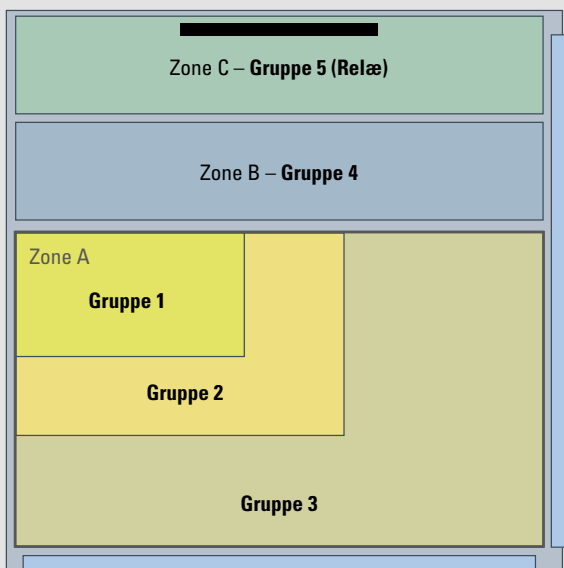 Zone C – Gruppe 5 (Relæ)
Zone B – Gruppe 4
Zone A
Gruppe 1
Gruppe 2
Gruppe 3